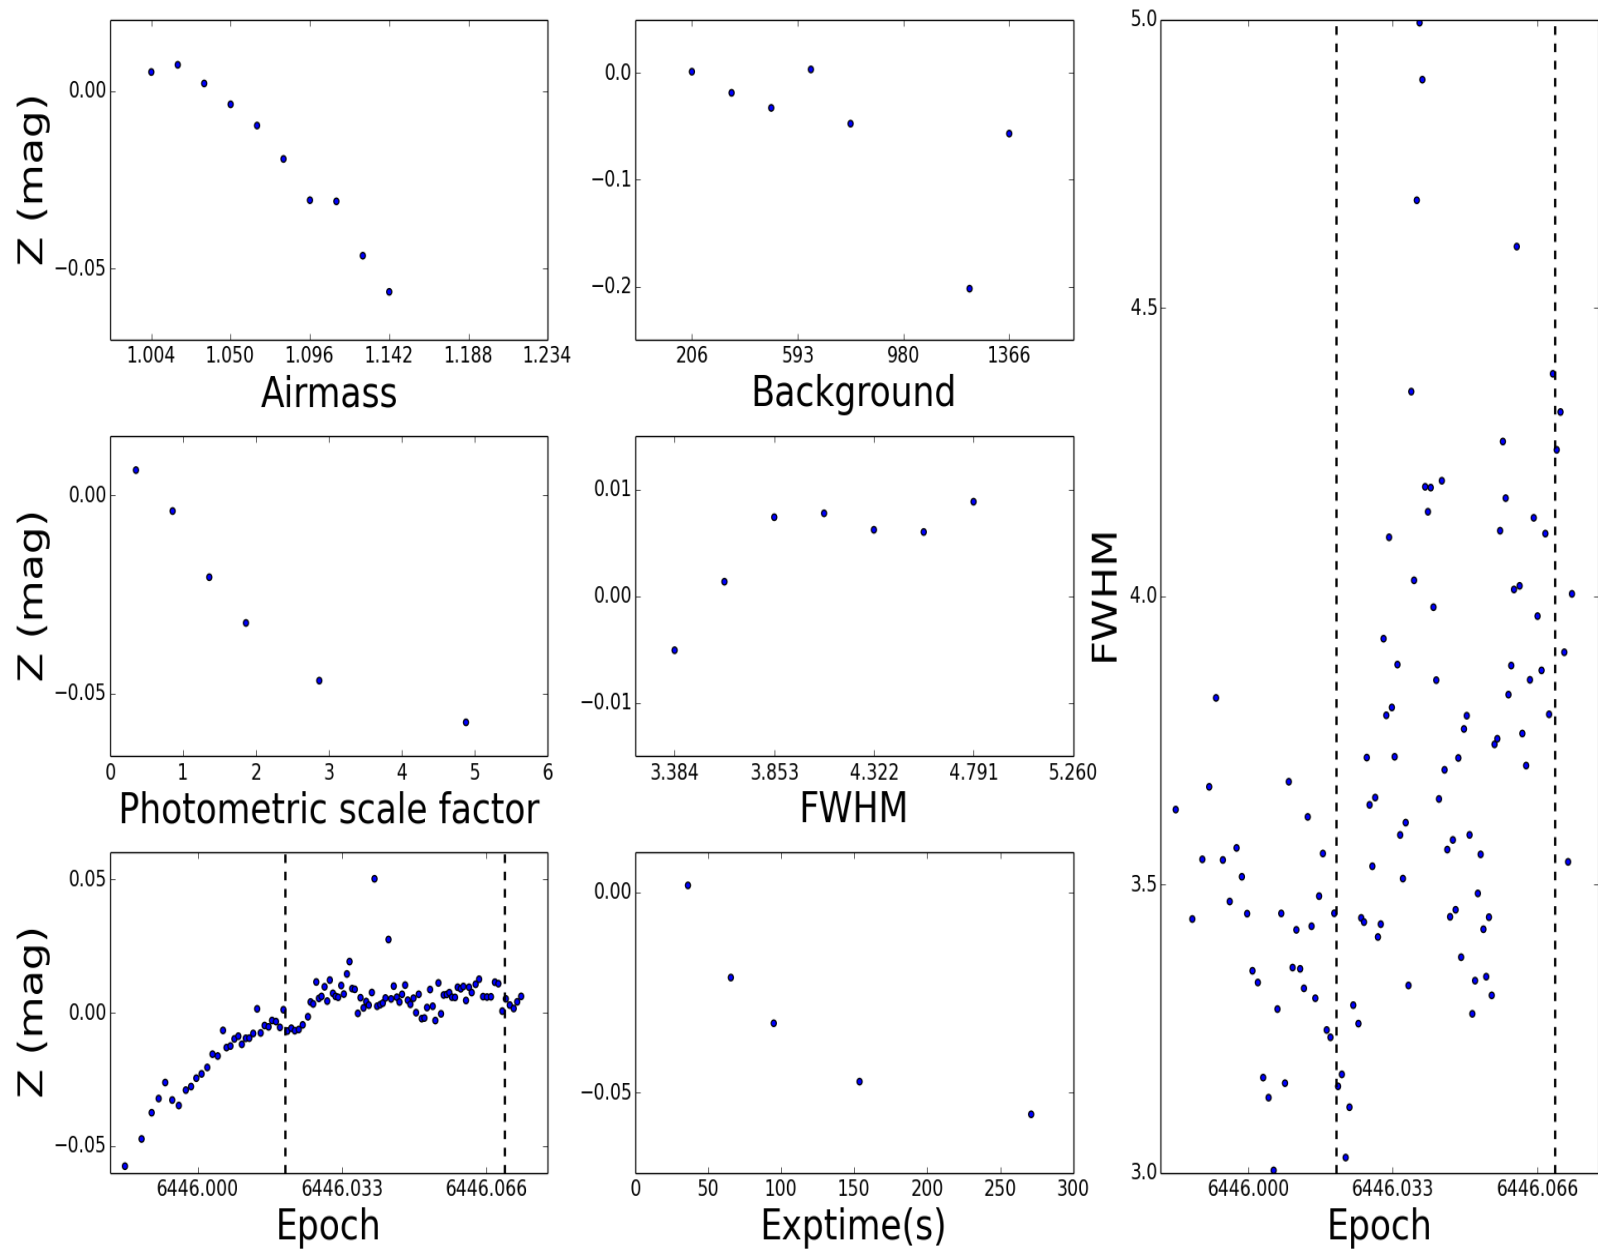 0.00
−0.05
Z (mag)
1.004 1.050 1.096 1.142 1.188 1.234
Airmass
0.0
−0.1
−0.2
206 593 980 1366
Background
0.00
−0.05
Z (mag)
0 1 2 3 4 5 6
Photometric scale factor
0.01
0.00
−0.01
3.384 3.853 4.322 4.791 5.260
FWHM
0.05
0.00
−0.05
Z (mag)
6446.000 6446.033 6446.066
Epoch
0.00
−0.05
0 50 100 150 200 250 300
Exptime(s)
5.0
4.5
4.0
3.5
3.0
FWHM
6446.000 6446.033 6446.066
Epoch